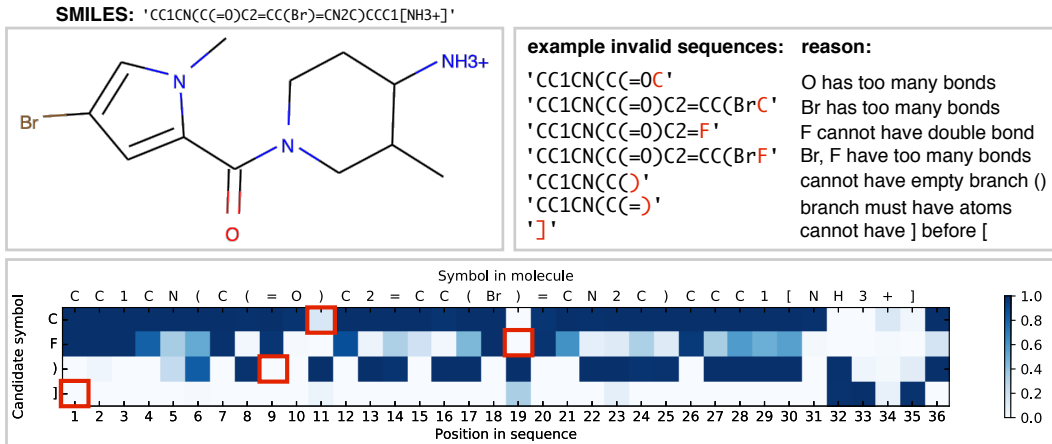 SMILES: 'CC1CN(C(=O)C2=CC(Br)=CN2C)CCC1[NH3+]'
N
NH3+
Br
N
O
example invalid sequences: reason:
'CC1CN(C(=OC' O has too many bonds
'CC1CN(C(=O)C2=CC(BrC' Br has too many bonds
'CC1CN(C(=O)C2=F' F cannot have double bond
'CC1CN(C(=O)C2=CC(BrF' Br, F have too many bonds
'CC1CN(C()' cannot have empty branch ()
'CC1CN(C(=)' branch must have atoms
']' cannot have ] before [
Symbol in molecule
C C 1 C N ( C ( = O ) C 2 = C C ( Br ) = C N 2 C ) C C C 1 [ N H 3 + ]
Candidate symbol
C
F
)
]
1 2 3 4 5 6 7 8 9 10 11 12 13 14 15 16 17 18 19 20 21 22 23 24 25 26 27 28 29 30 31 32 33 34 35 36
Position in sequence
1.0
0.8
0.6
0.4
0.2
0.0